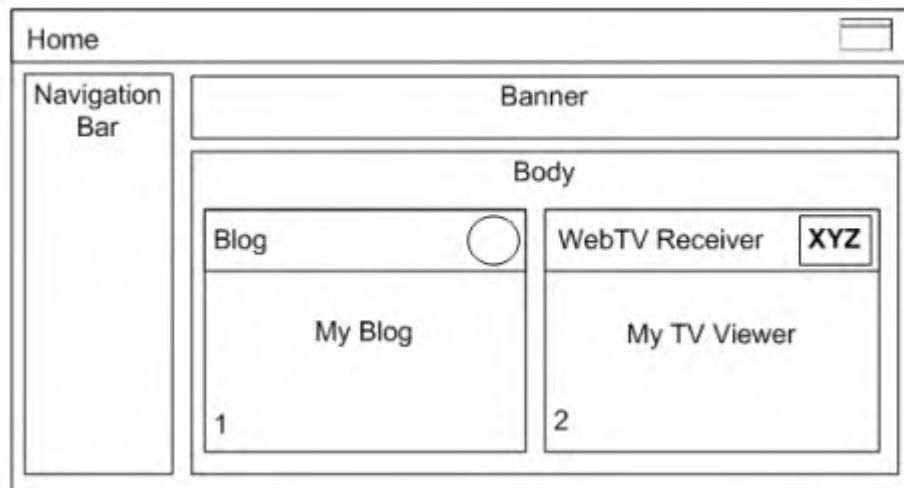 Home
Navigation
Bar
Banner
Body
Blog
My Blog
1
WebTV Receiver
XYZ
My TV Viewer
2